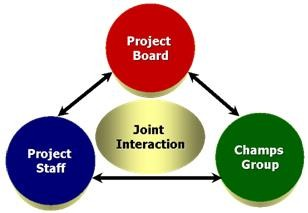 Project
Board
Joint
Interaction
Project
Staff
Champs
Group